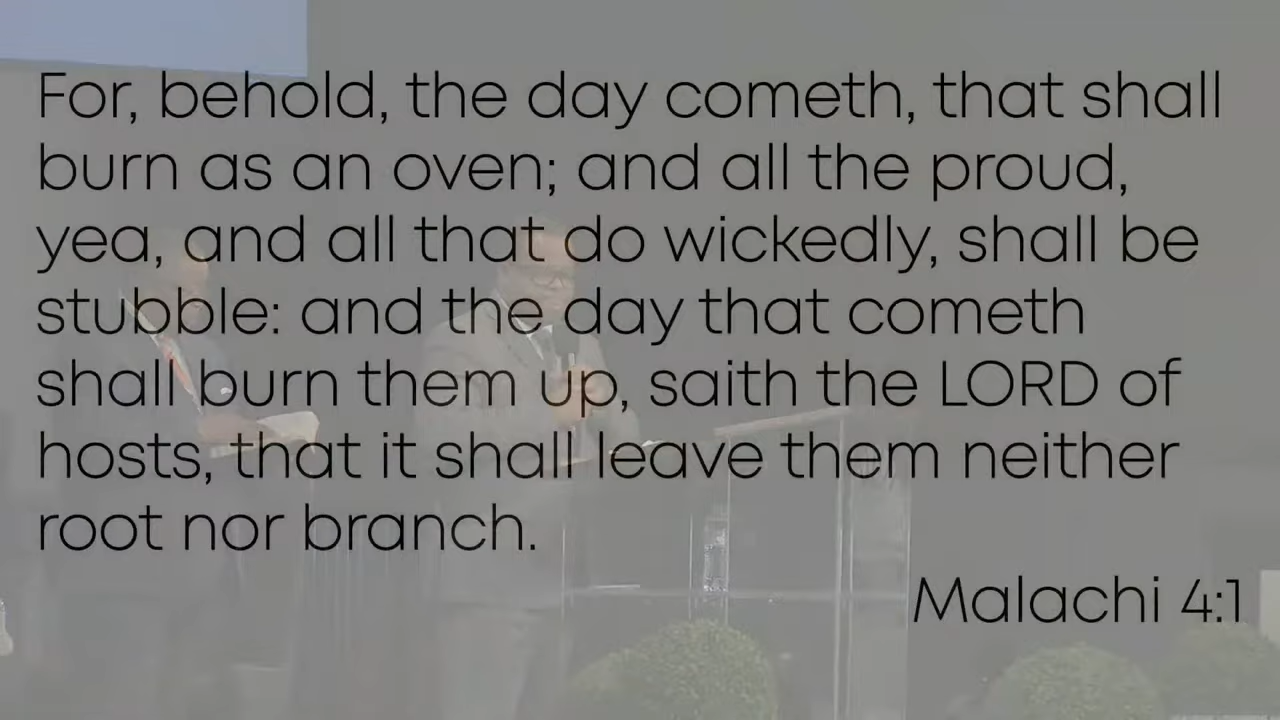 For, behold, the day cometh, that shall
burn as an oven; and all the proud,
yea, and all that do wickedly, shall be
stubble: and the day that cometh
shall burn them up, saith the LORD of
hosts, that it shall leave them neither
root nor branch.
Malachi 4:1